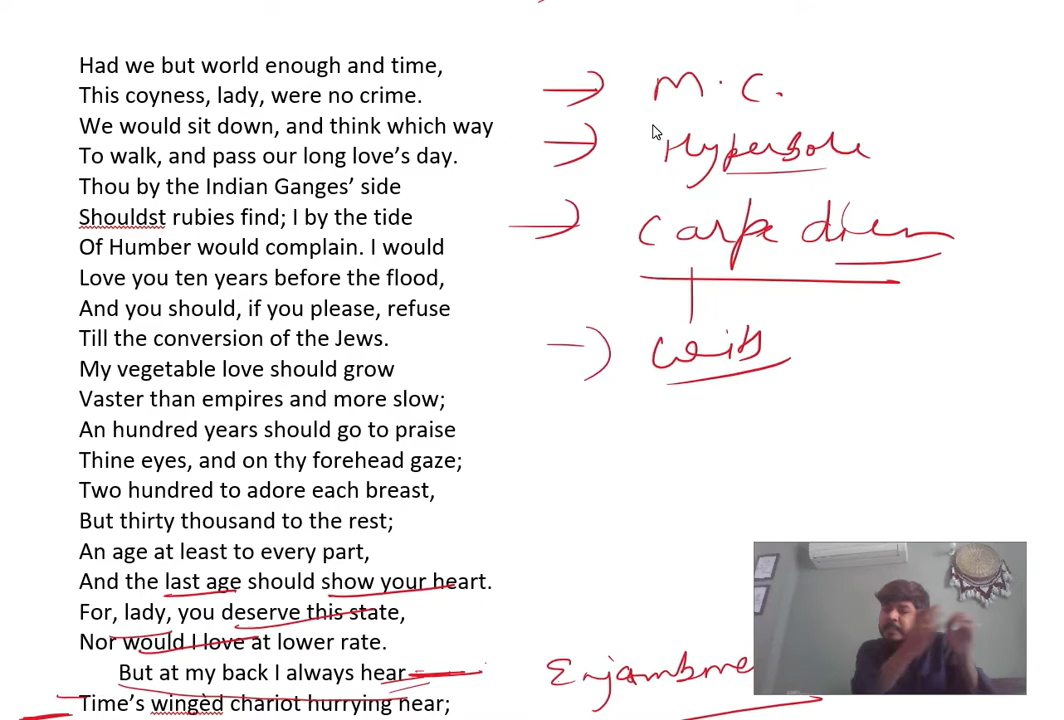 Had we but world enough and time,
This coyness, lady, were no crime.
We would sit down, and think which way
To walk, and pass our long love’s day.
Thou by the Indian Ganges’ side
Shouldst rubies find; I by the tide
Of Humber would complain. I would
Love you ten years before the flood,
And you should, if you please, refuse
Till the conversion of the Jews.
My vegetable love should grow
Vaster than empires and more slow;
An hundred years should go to praise
Thine eyes, and on thy forehead gaze;
Two hundred to adore each breast,
But thirty thousand to the rest;
An age at least to every part,
And the last age should show your heart.
For, lady, you deserve this state,
Nor would I love at lower rate.
But at my back I always hear
Time’s wingèd chariot hurrying near;
M.C.
Hyperbole
Carpe diem
Enjambme